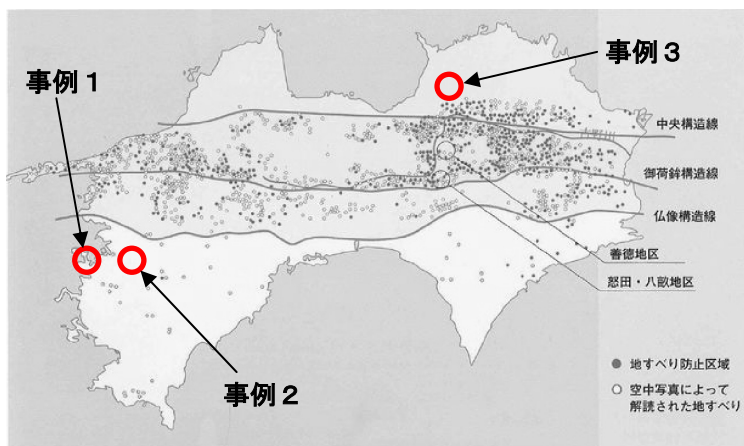 事例３
事例１
中央構造線
御荷鉾構造線
仏像構造線
善徳地区
怒田・八畝地区
事例２
● 地すべり防止区域
○ 空中写真によって
解読された地すべり